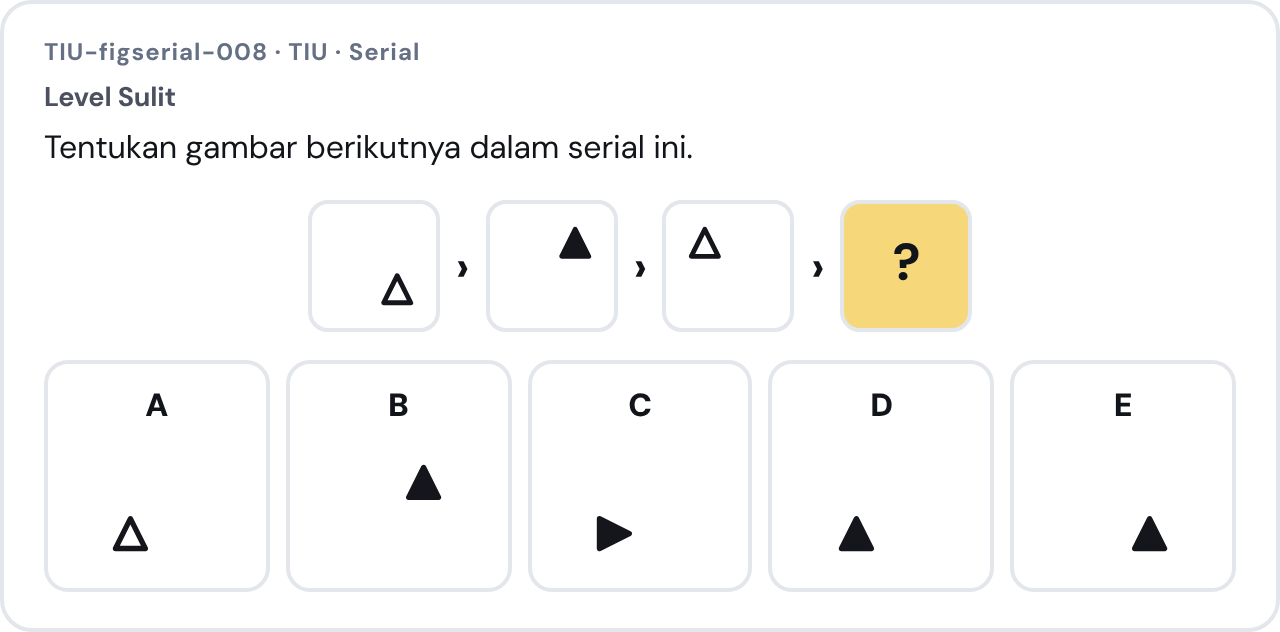 TIU-figserial-008 · TIU · Serial
Level Sulit
Tentukan gambar berikutnya dalam serial ini.
› › › ?
A B C D E